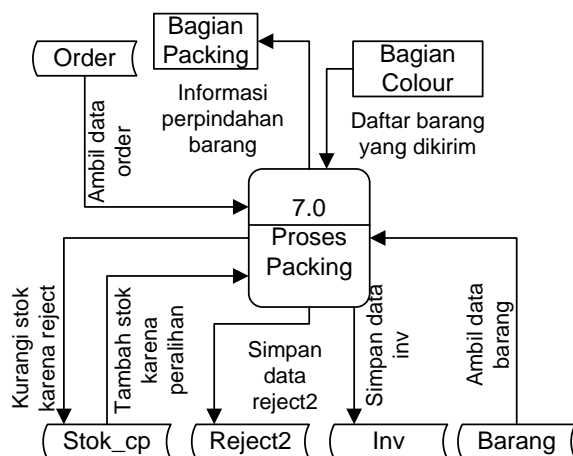 Order
Bagian
Packing
Bagian
Colour
Informasi
perpindahan
barang
Daftar barang
yang dikirim
Ambil data
order
7.0
Proses
Packing
Kurangi stok
karena reject
Tambah stok
karena
peralihan
Simpan
data
reject2
Simpan data
inv
Ambil data
barang
Stok_cp
Reject2
Inv
Barang